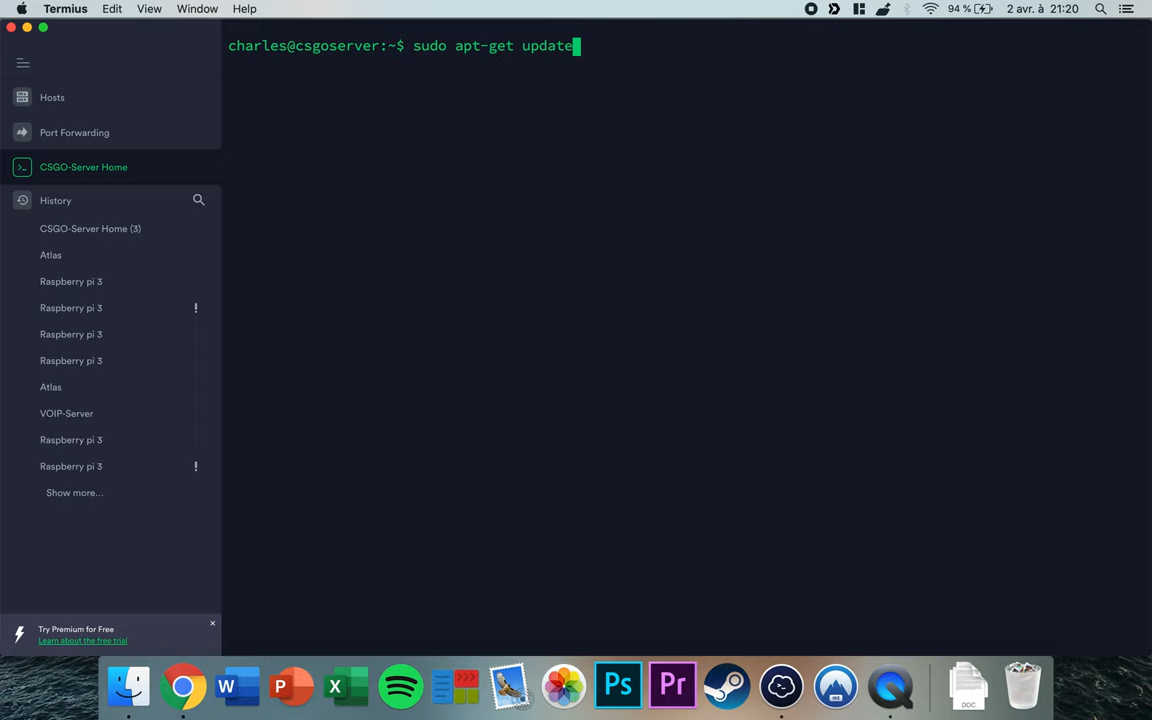 Termius Edit View Window Help 94 % 2 avr. à 21:20
charles@csgoserver:~$ sudo apt-get update
Hosts
Port Forwarding
CSGO-Server Home
History
CSGO-Server Home (3)
Atlas
Raspberry pi 3
Raspberry pi 3 !
Raspberry pi 3
Raspberry pi 3
Atlas
VOIP-Server
Raspberry pi 3
Raspberry pi 3 !
Show more...
Try Premium for Free
Learn about the free trial
W P X Ps Pr DOC